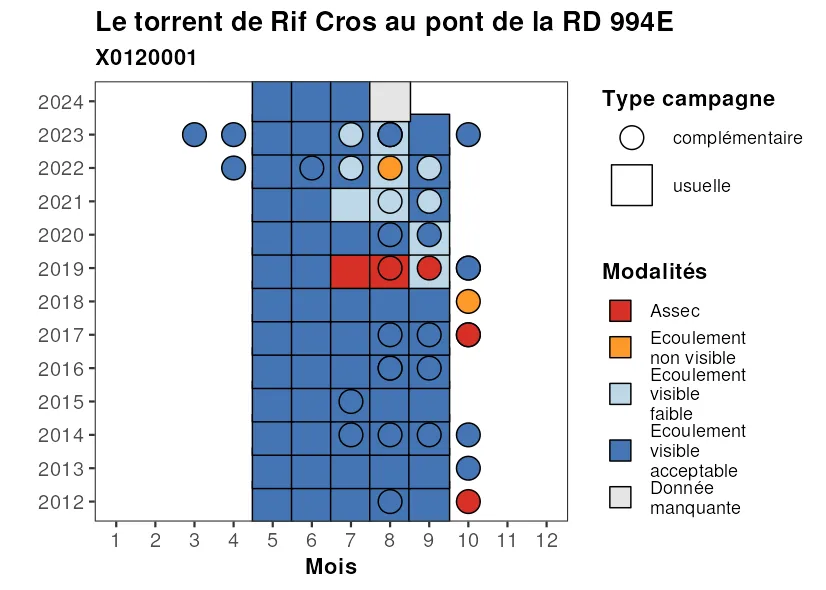 Le torrent de Rif Cros au pont de la RD 994E
X0120001
2024
2023
2022
2021
2020
2019
2018
2017
2016
2015
2014
2013
2012
1 2 3 4 5 6 7 8 9 10 11 12
Mois
Type campagne
complémentaire
usuelle
Modalités
Assec
Ecoulement
non visible
Ecoulement
visible
faible
Ecoulement
visible
acceptable
Donnée
manquante